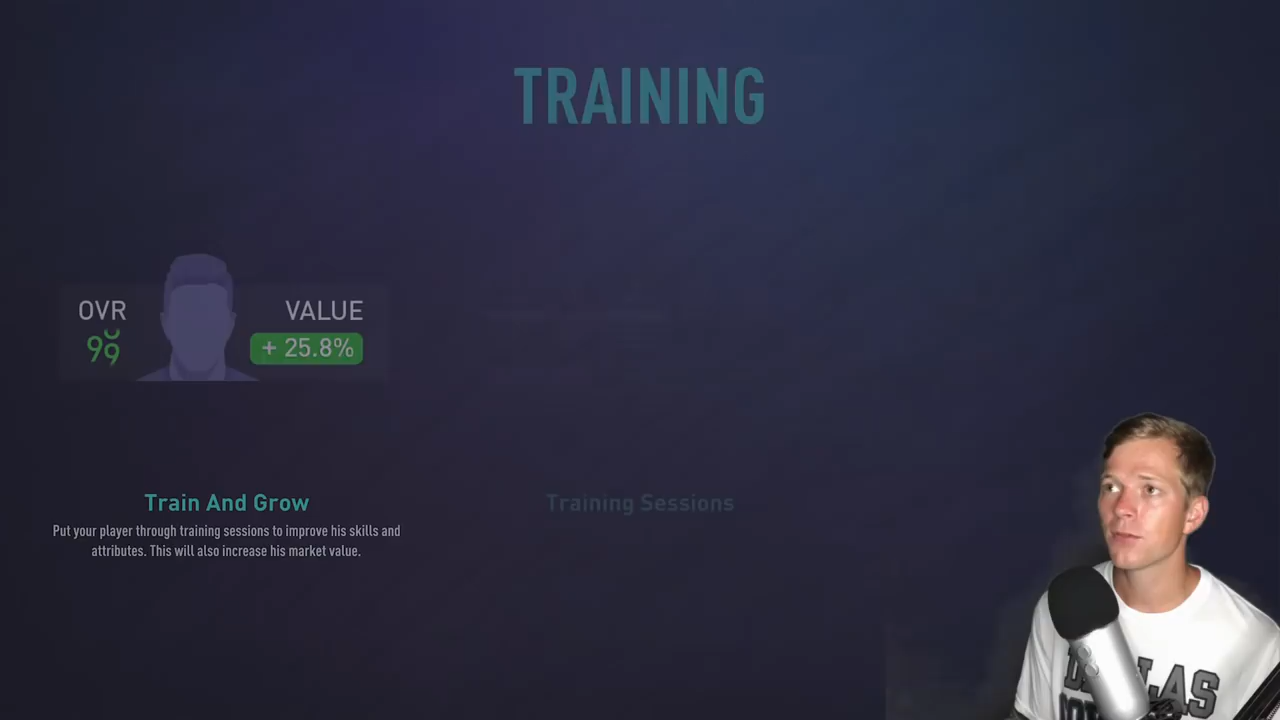 TRAINING
OVR
VALUE
+ 25.8%
Train And Grow
Training Sessions
Put your player through training sessions to improve his skills and
attributes. This will also increase his market value.